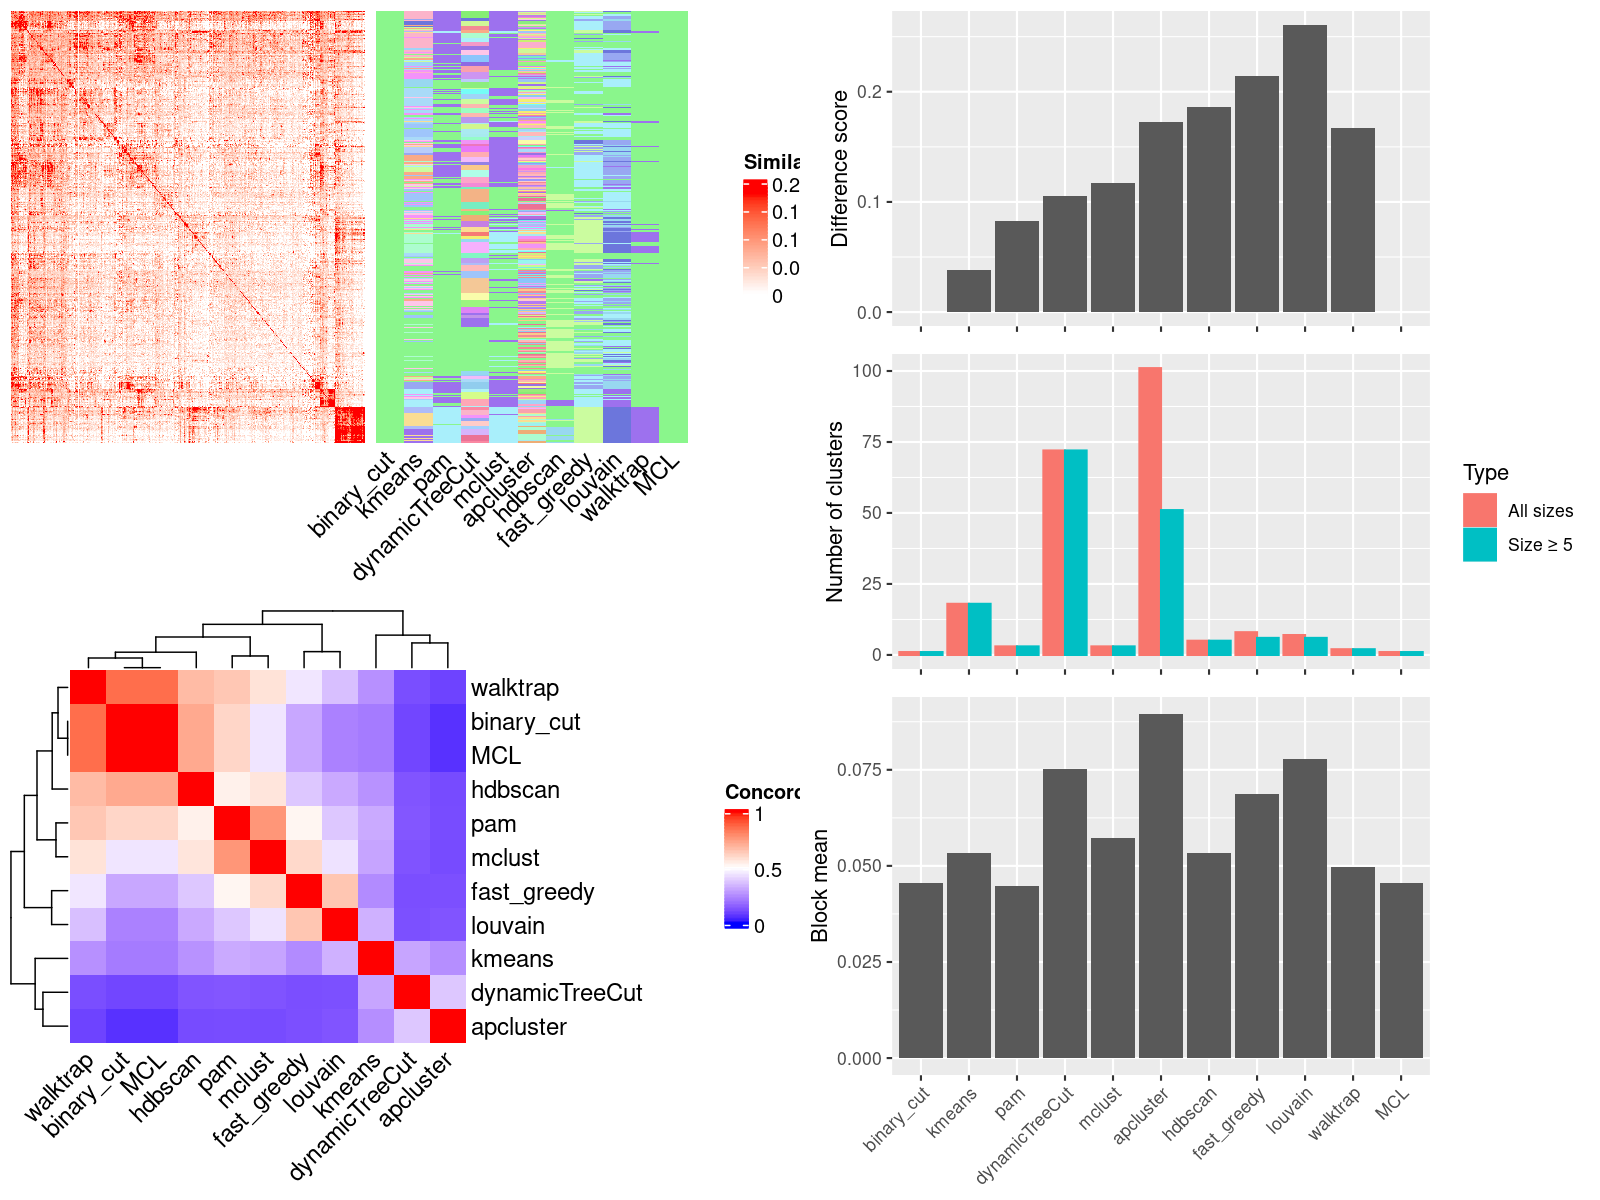 Simila
0.2
0.1
0.1
0.0
0
binary_cut
kmeans
pam
dynamicTreeCut
mclust
apcluster
hdbscan
fast_greedy
louvain
walktrap
MCL
walktrap
binary_cut
MCL
hdbscan
pam
mclust
fast_greedy
louvain
kmeans
dynamicTreeCut
apcluster
walktrap
binary_cut
MCL
hdbscan
pam
mclust
fast_greedy
louvain
kmeans
dynamicTreeCut
apcluster
Concord
1
0.5
0
Difference score
0.2
0.1
0.0
Number of clusters
100
75
50
25
0
Type
All sizes
Size ≥ 5
Block mean
0.075
0.050
0.025
0.000
binary_cut
kmeans
pam
dynamicTreeCut
mclust
apcluster
hdbscan
fast_greedy
louvain
walktrap
MCL